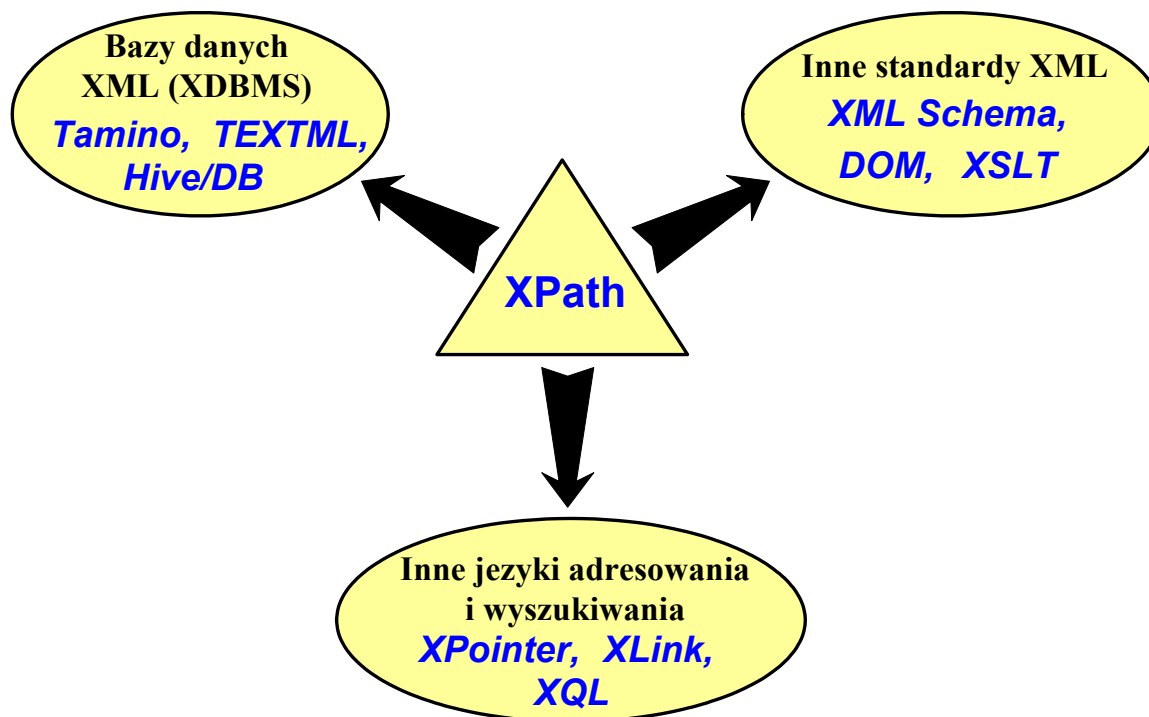 Bazy danych
XML (XDBMS)
Tamino, TEXTML,
Hive/DB
Inne standardy XML
XML Schema,
DOM, XSLT
XPath
Inne jezyki adresowania
i wyszukiwania
XPointer, XLink,
XQL